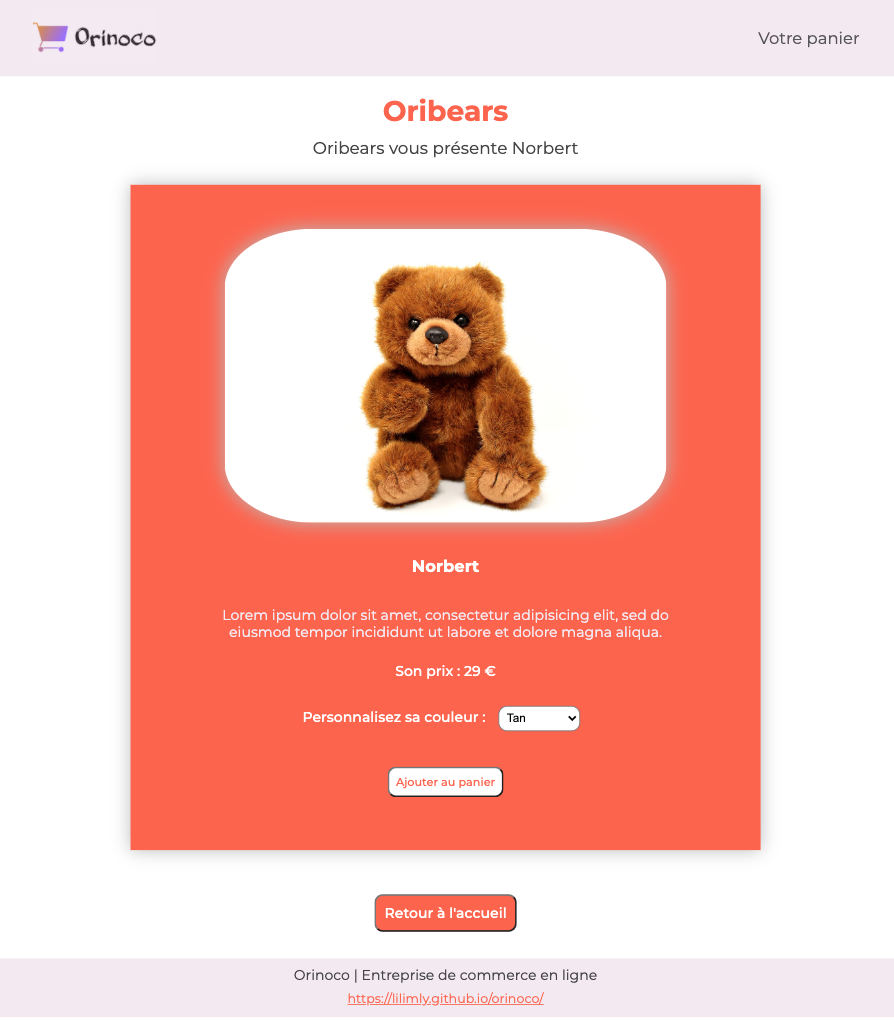 Orinoco
Votre panier
Oribears
Oribears vous présente Norbert
Norbert
Lorem ipsum dolor sit amet, consectetur adipisicing elit, sed do
eiusmod tempor incididunt ut labore et dolore magna aliqua.
Son prix : 29 €
Personnalisez sa couleur : Tan
Ajouter au panier
Retour à l'accueil
Orinoco | Entreprise de commerce en ligne
https://lilimly.github.io/orinoco/